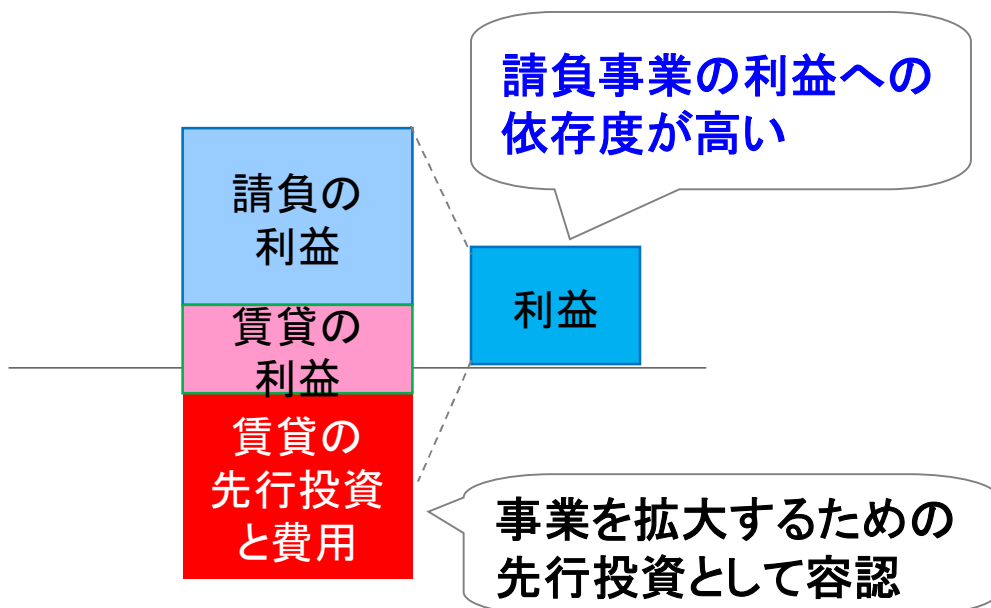 請負事業の利益への
依存度が高い
請負の
利益
利益
賃貸の
利益
賃貸の
先行投資
と費用
事業を拡大するための
先行投資として容認